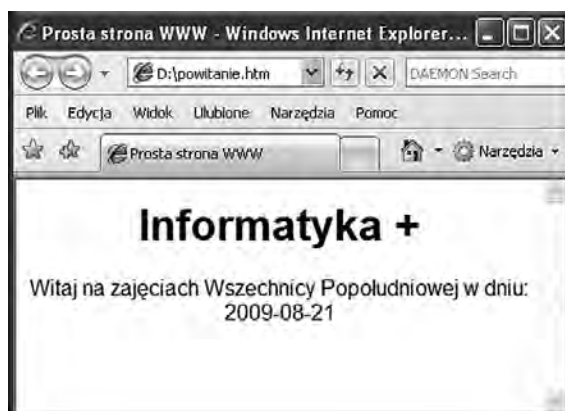 Prosta strona WWW - Windows Internet Explorer...
D:\powitanie.htm DAEMON Search
Plik Edycja Widok Ulubione Narzędzia Pomoc
Prosta strona WWW Narzędzia
Informatyka +
Witaj na zajęciach Wszechnicy Popołudniowej w dniu:
2009-08-21